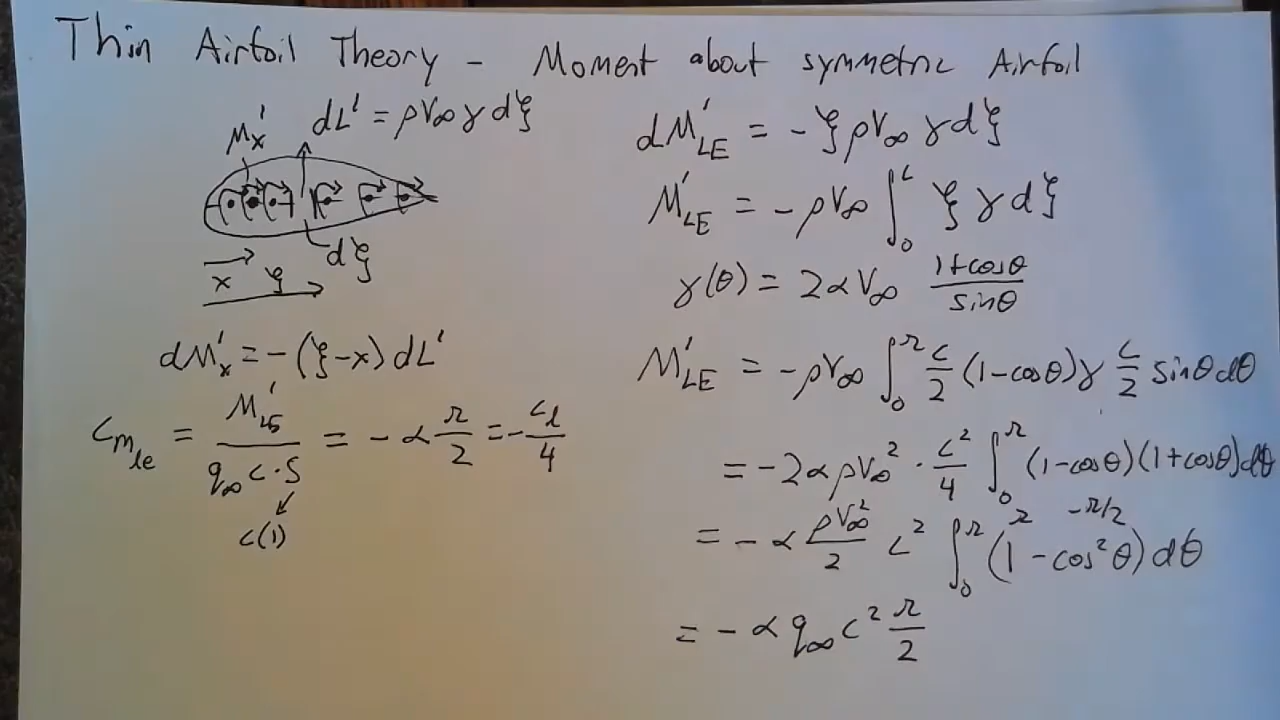 Thin Airfoil Theory - Moment about symmetric Airfoil
M'x dL' = ρV∞ γ dξ
dξ
x ξ
dM'x = -(ξ-x) dL'
Cm_le = M'LE / (q∞ c · S) = -α π/2 = -cl/4
c(1)
dM'LE = -ξ ρV∞ γ dξ
M'LE = -ρV∞ ∫₀^c ξ γ dξ
γ(θ) = 2αV∞ (1+cosθ)/sinθ
M'LE = -ρV∞ ∫₀^π c/2 (1-cosθ) γ c/2 sinθ dθ
= -2αρV∞² · c²/4 ∫₀^π (1-cosθ)(1+cosθ) dθ
π -π/2
= -α ρV∞²/2 c² ∫₀^π (1-cos²θ) dθ
= -α q∞ c² π/2